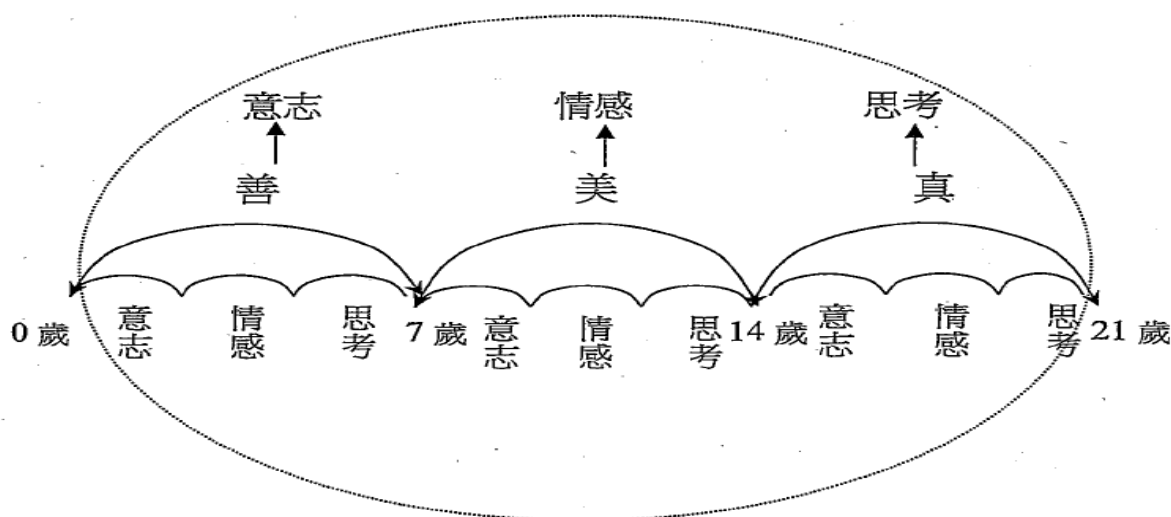 意志 情感 思考
善 美 真
0 歲 意志 情感 思考 7 歲 意志 情感 思考 14 歲 意志 情感 思考 21 歲